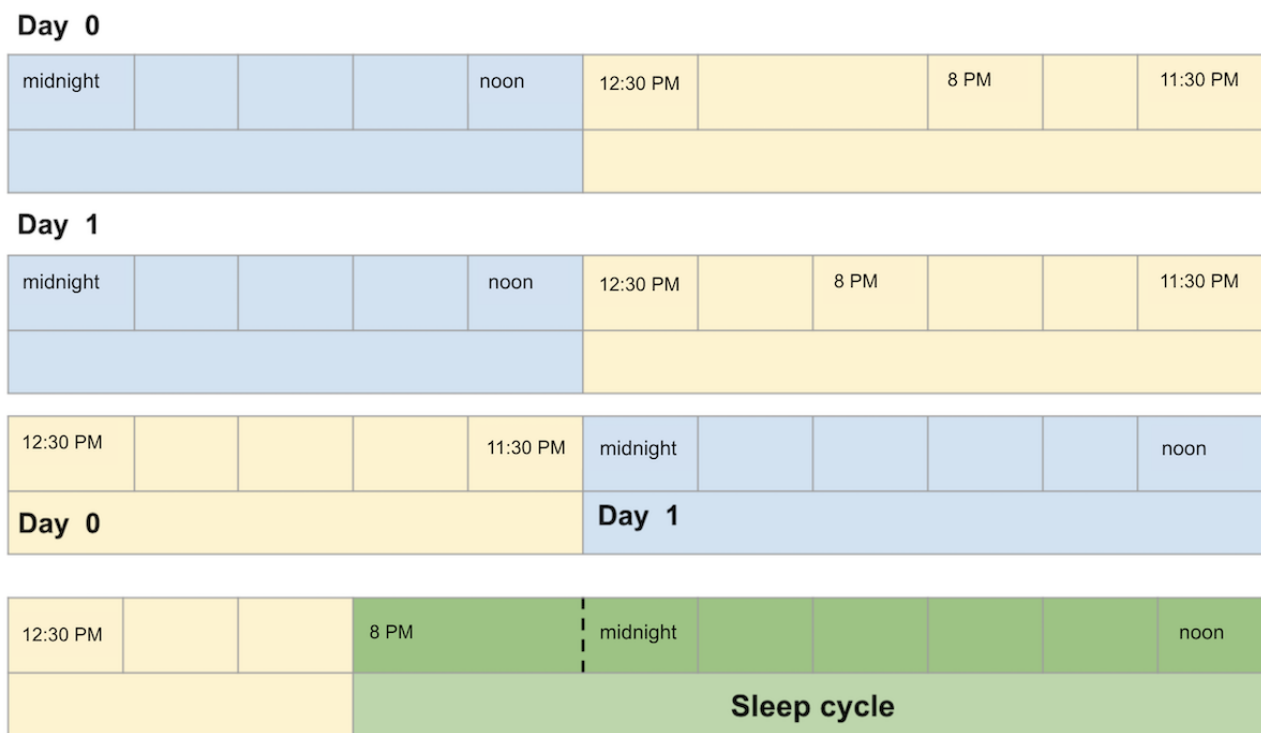 Day 0
midnight noon 12:30 PM 8 PM 11:30 PM
Day 1
midnight noon 12:30 PM 8 PM 11:30 PM
12:30 PM 11:30 PM midnight noon
Day 0 Day 1
12:30 PM 8 PM midnight noon
Sleep cycle